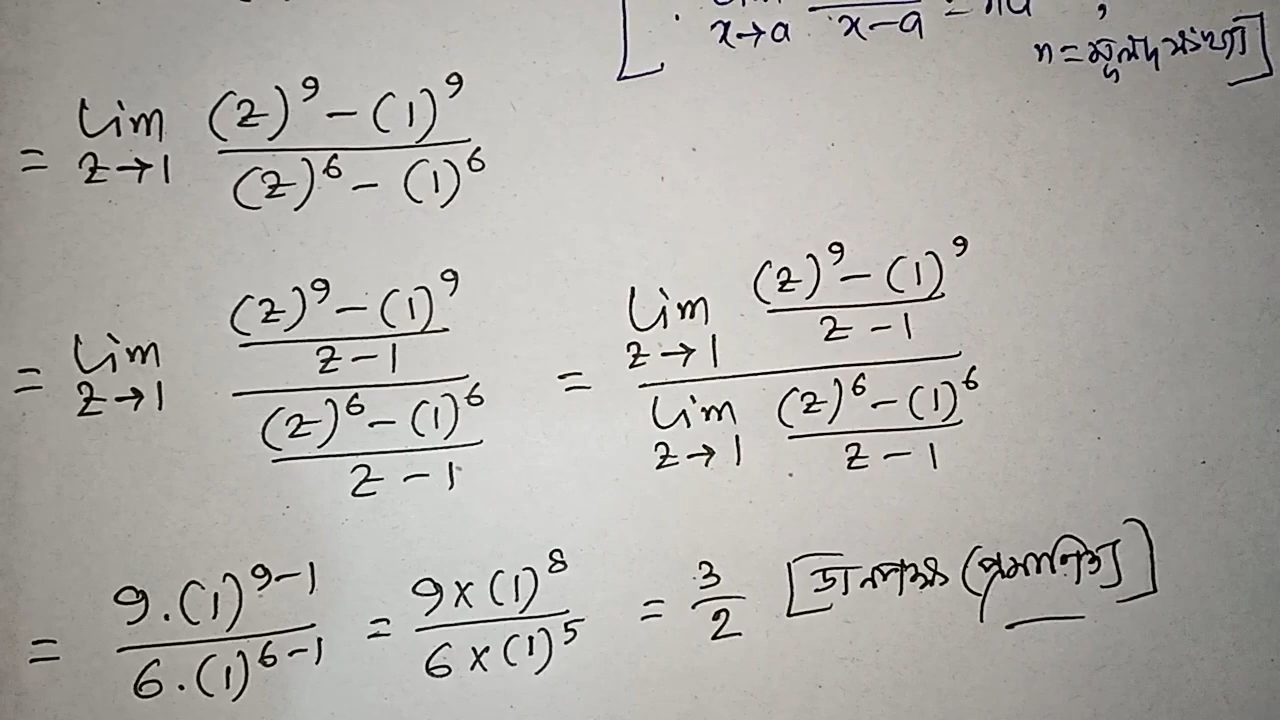 x→a x-a = na ,
n = মূলদ সংখ্যা]
= lim z→1 ((z)^9 - (1)^9) / ((z)^6 - (1)^6)
= lim z→1 (((z)^9 - (1)^9) / (z - 1)) / (((z)^6 - (1)^6) / (z - 1)) = (lim z→1 ((z)^9 - (1)^9) / (z - 1)) / (lim z→1 ((z)^6 - (1)^6) / (z - 1))
= (9.(1)^(9-1)) / (6.(1)^(6-1)) = (9×(1)^8) / (6×(1)^5) = 3/2 [ডানপক্ষ (প্রমাণিত)]